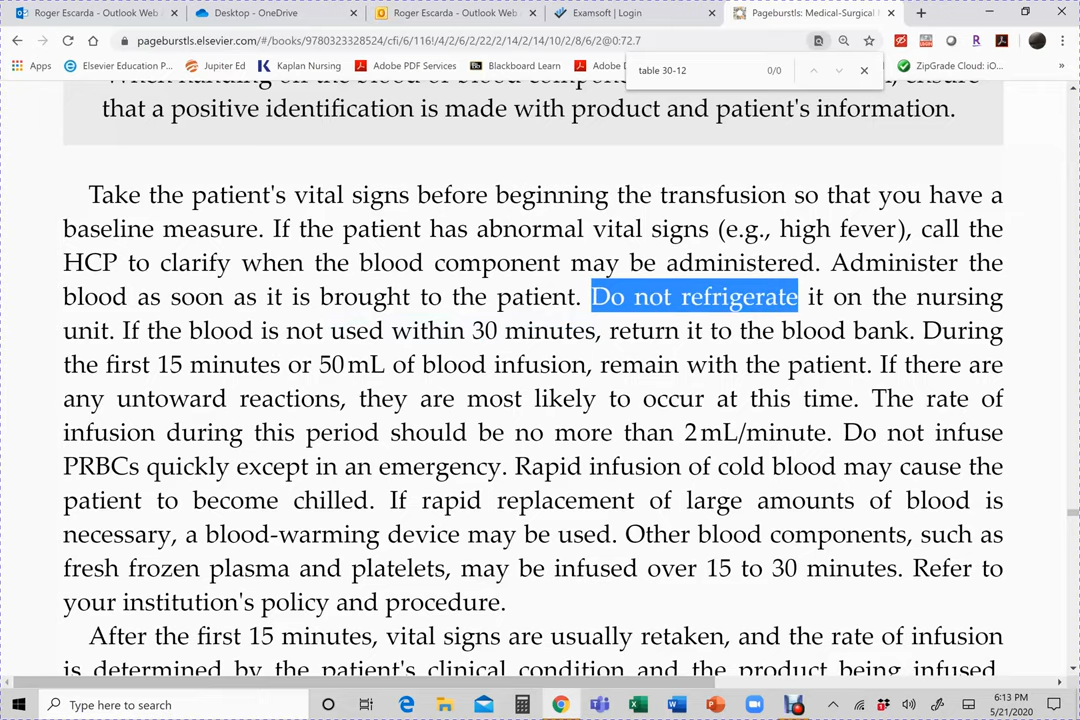 Roger Escarda - Outlook Web
Desktop - OneDrive
Roger Escarda - Outlook Web
Examsoft | Login
Pageburstls: Medical-Surgical
pageburstls.elsevier.com/#/books/9780323328524/cfi/6/116!/4/2/6/2/22/2/14/2/14/10/2/8/6/2@0:72.7
Apps
Elsevier Education P...
Jupiter Ed
Kaplan Nursing
Adobe PDF Services
Blackboard Learn
Adobe D
table 30-12
0/0
ZipGrade Cloud: iO...
that a positive identification is made with product and patient's information.
Take the patient's vital signs before beginning the transfusion so that you have a
baseline measure. If the patient has abnormal vital signs (e.g., high fever), call the
HCP to clarify when the blood component may be administered. Administer the
blood as soon as it is brought to the patient. Do not refrigerate it on the nursing
unit. If the blood is not used within 30 minutes, return it to the blood bank. During
the first 15 minutes or 50 mL of blood infusion, remain with the patient. If there are
any untoward reactions, they are most likely to occur at this time. The rate of
infusion during this period should be no more than 2 mL/minute. Do not infuse
PRBCs quickly except in an emergency. Rapid infusion of cold blood may cause the
patient to become chilled. If rapid replacement of large amounts of blood is
necessary, a blood-warming device may be used. Other blood components, such as
fresh frozen plasma and platelets, may be infused over 15 to 30 minutes. Refer to
your institution's policy and procedure.
After the first 15 minutes, vital signs are usually retaken, and the rate of infusion
is determined by the patient's clinical condition and the product being infused.
Type here to search
6:13 PM
5/21/2020